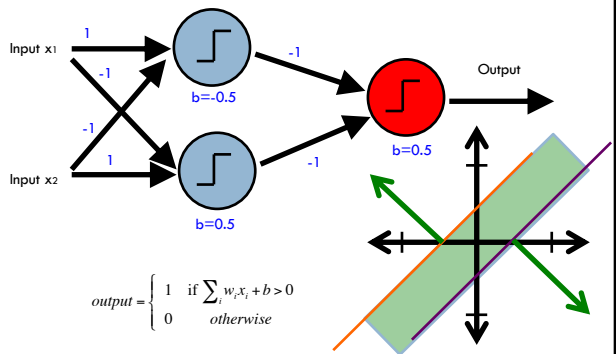 Input x1
1
-1
b=-0.5
-1
Output
b=0.5
-1
Input x2
1
-1
b=0.5
output = { 1 if ∑i wixi + b > 0
0 otherwise